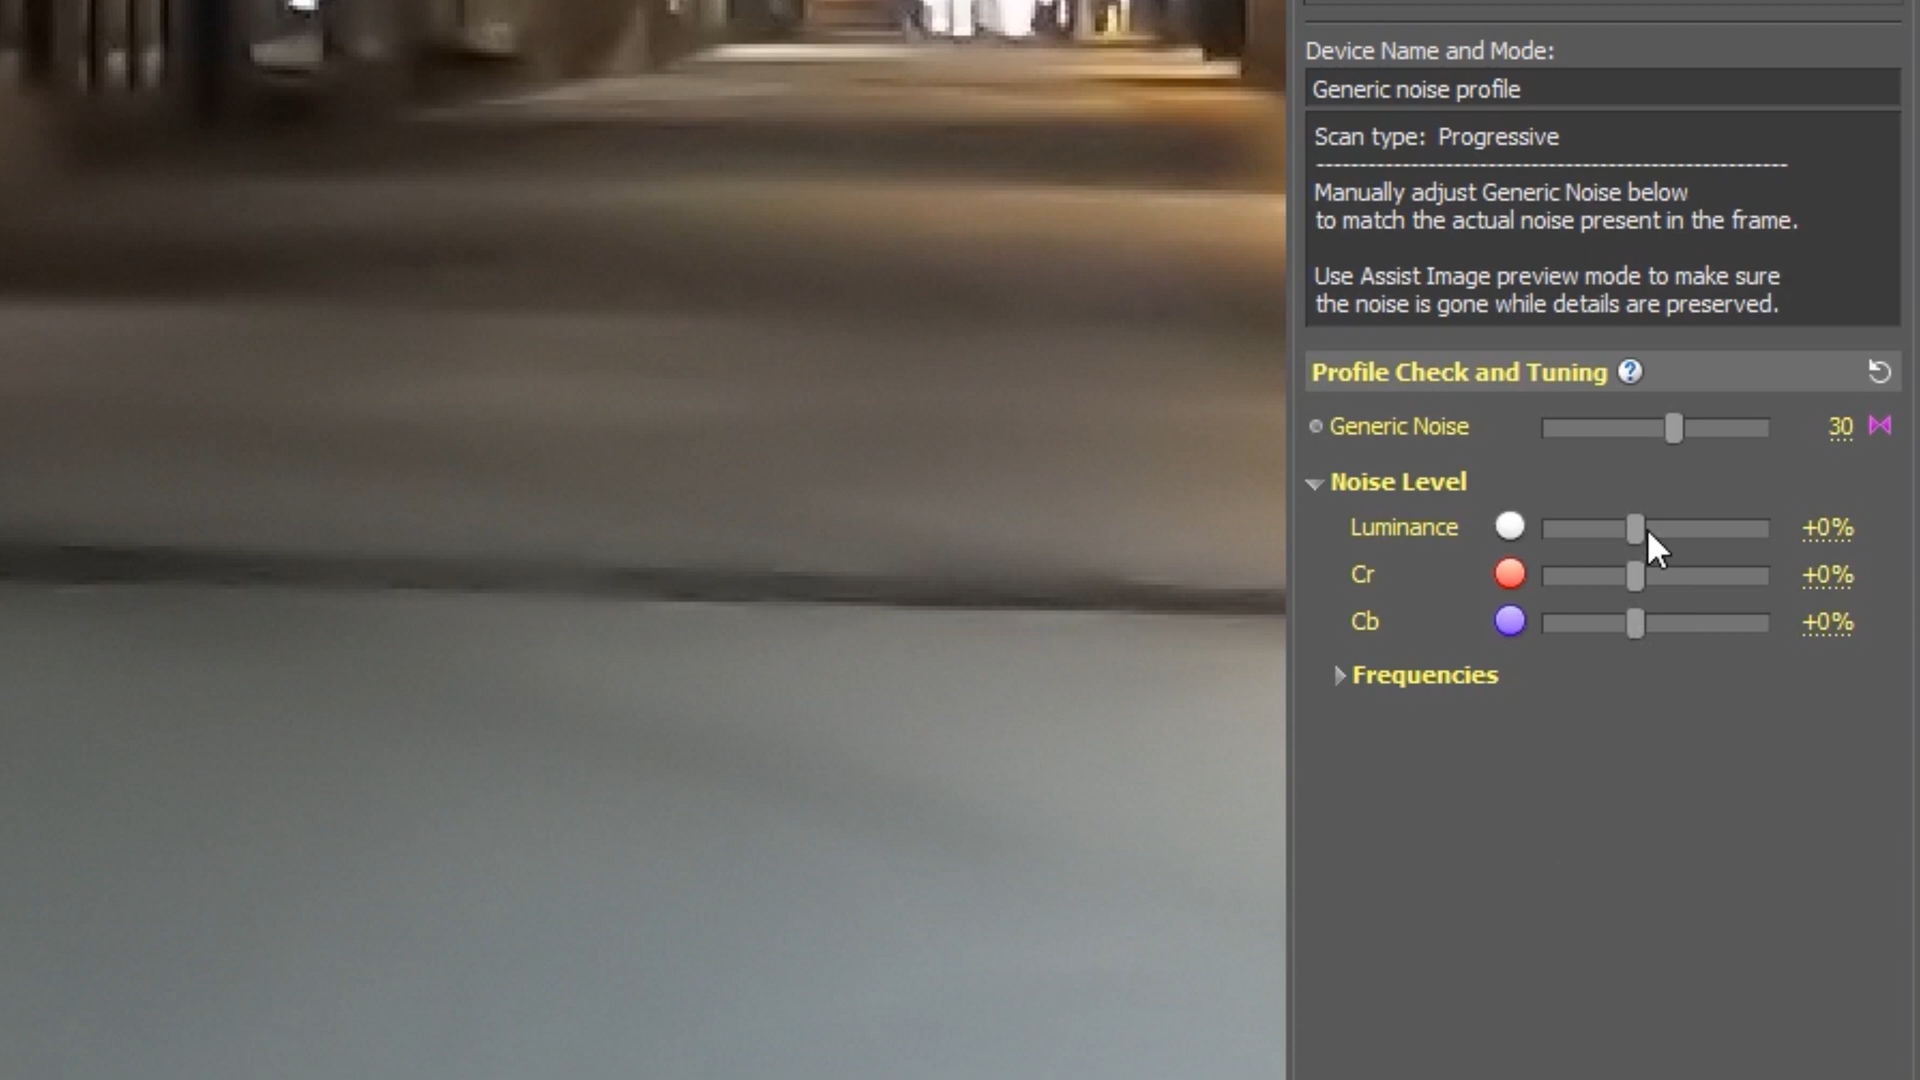 Device Name and Mode:
Generic noise profile
Scan type: Progressive
Manually adjust Generic Noise below
to match the actual noise present in the frame.
Use Assist Image preview mode to make sure
the noise is gone while details are preserved.
Profile Check and Tuning ?
Generic Noise 30
Noise Level
Luminance +0%
Cr +0%
Cb +0%
Frequencies